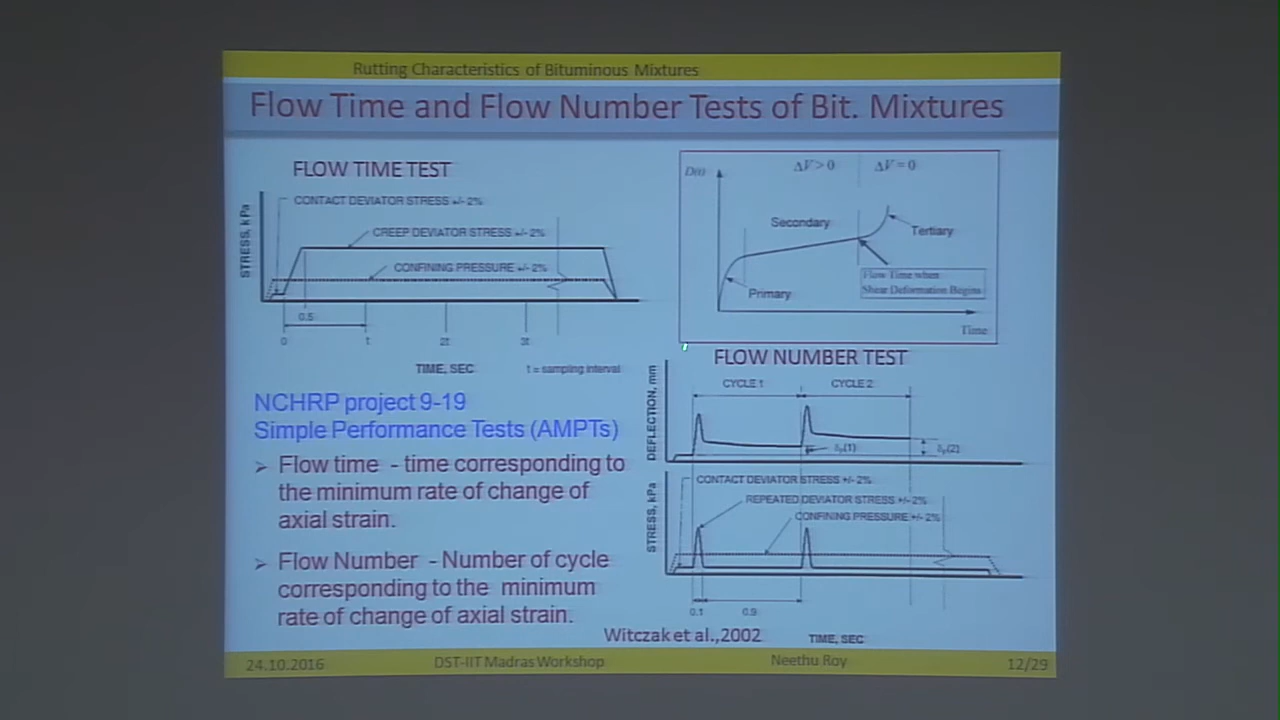 Rutting Characteristics of Bituminous Mixtures
Flow Time and Flow Number Tests of Bit. Mixtures
FLOW TIME TEST
CONTACT DEVIATOR STRESS +/- 2%
CREEP DEVIATOR STRESS +/- 2%
CONFINING PRESSURE +/- 2%
STRESS, kPa
0.5
0 t 2t 3t
TIME, SEC
t = sampling interval
D(t)
ΔV > 0
ΔV = 0
Secondary
Tertiary
Primary
Flow Time when
Shear Deformation Begins
Time
NCHRP project 9-19
Simple Performance Tests (AMPTs)
➢ Flow time - time corresponding to
the minimum rate of change of
axial strain.
➢ Flow Number - Number of cycle
corresponding to the minimum
rate of change of axial strain.
FLOW NUMBER TEST
CYCLE 1
CYCLE 2
DEFLECTION, mm
δp(1)
δp(2)
CONTACT DEVIATOR STRESS +/- 2%
REPEATED DEVIATOR STRESS +/- 2%
CONFINING PRESSURE +/- 2%
STRESS, kPa
0.1 0.9
Witczak et al.,2002
TIME, SEC
24.10.2016
DST-IIT Madras Workshop
Neethu Roy
12/29